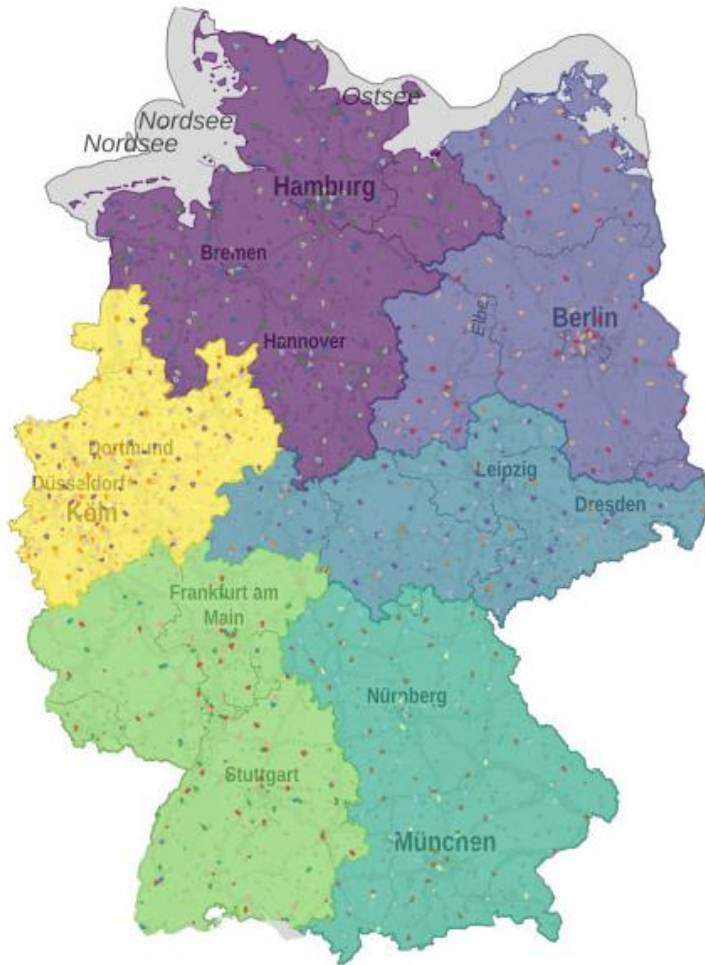 Ostsee
Nordsee
Nordsee
Hamburg
Bremen
Hannover
Elbe
Berlin
Dortmund
Düsseldorf
Köln
Leipzig
Dresden
Frankfurt am
Main
Nürnberg
Stuttgart
München